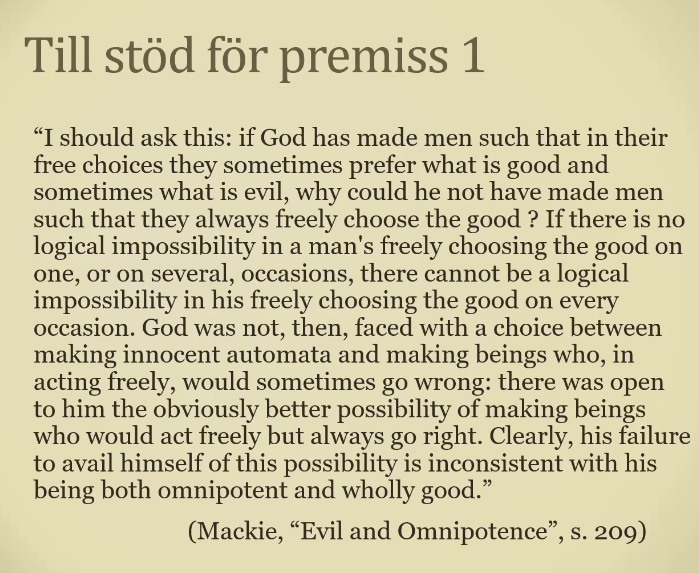 Till stöd för premiss 1
“I should ask this: if God has made men such that in their
free choices they sometimes prefer what is good and
sometimes what is evil, why could he not have made men
such that they always freely choose the good ? If there is no
logical impossibility in a man's freely choosing the good on
one, or on several, occasions, there cannot be a logical
impossibility in his freely choosing the good on every
occasion. God was not, then, faced with a choice between
making innocent automata and making beings who, in
acting freely, would sometimes go wrong: there was open
to him the obviously better possibility of making beings
who would act freely but always go right. Clearly, his failure
to avail himself of this possibility is inconsistent with his
being both omnipotent and wholly good.”
(Mackie, “Evil and Omnipotence”, s. 209)